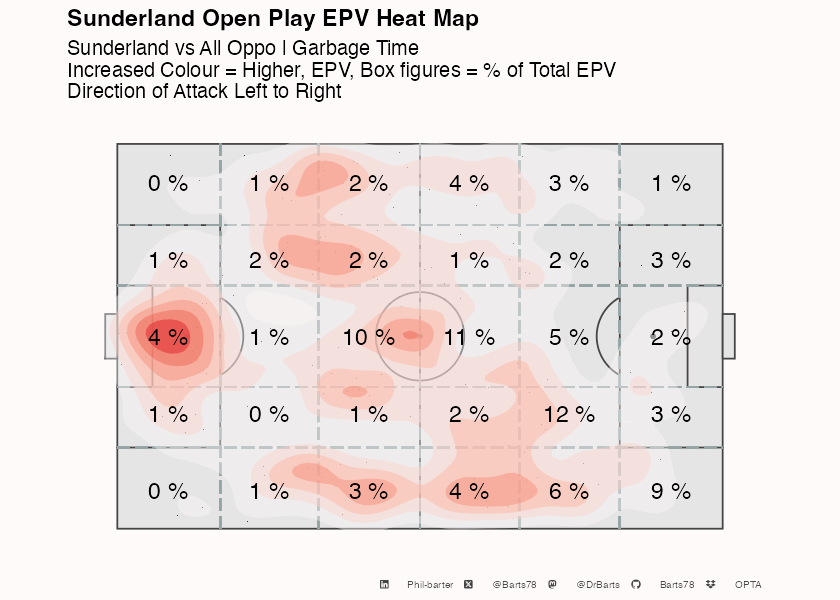 Sunderland Open Play EPV Heat Map
Sunderland vs All Oppo | Garbage Time
Increased Colour = Higher, EPV, Box figures = % of Total EPV
Direction of Attack Left to Right
0 % 1 % 2 % 4 % 3 % 1 %
1 % 2 % 2 % 1 % 2 % 3 %
4 % 1 % 10 % 11 % 5 % 2 %
1 % 0 % 1 % 2 % 12 % 3 %
0 % 1 % 3 % 4 % 6 % 9 %
Phil-barter @Barts78 @DrBarts Barts78 OPTA